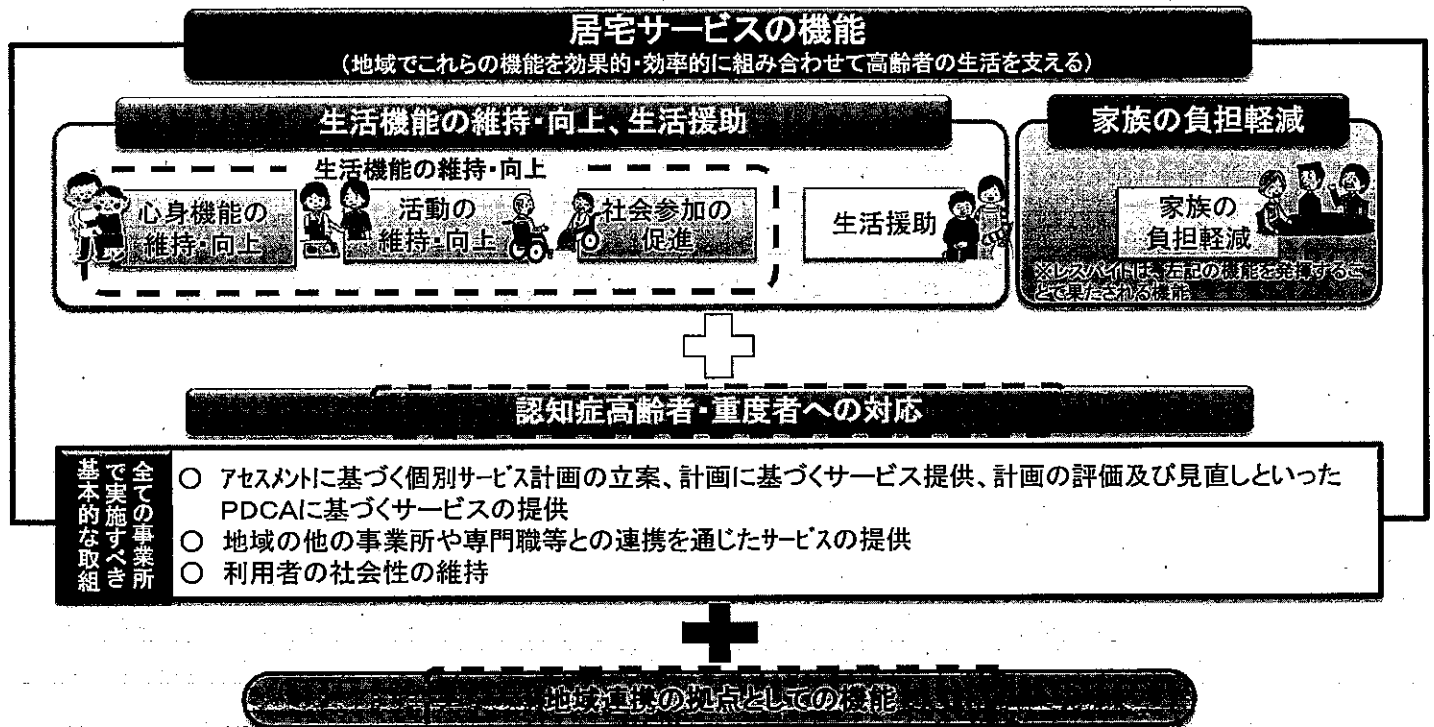 居宅サービスの機能
(地域でこれらの機能を効果的・効率的に組み合わせて高齢者の生活を支える)
生活機能の維持・向上、生活援助
家族の負担軽減
生活機能の維持・向上
心身機能の
維持・向上
活動の
維持・向上
社会参加の
促進
生活援助
家族の
負担軽減
※レスパイトは、左記の機能を発揮するこ
とで果たされる機能
認知症高齢者・重度者への対応
全ての事業所
で実施すべき
基本的な取組
○ アセスメントに基づく個別サービス計画の立案、計画に基づくサービス提供、計画の評価及び見直しといった
PDCAに基づくサービスの提供
○ 地域の他の事業所や専門職等との連携を通じたサービスの提供
○ 利用者の社会性の維持
地域連携の拠点としての機能